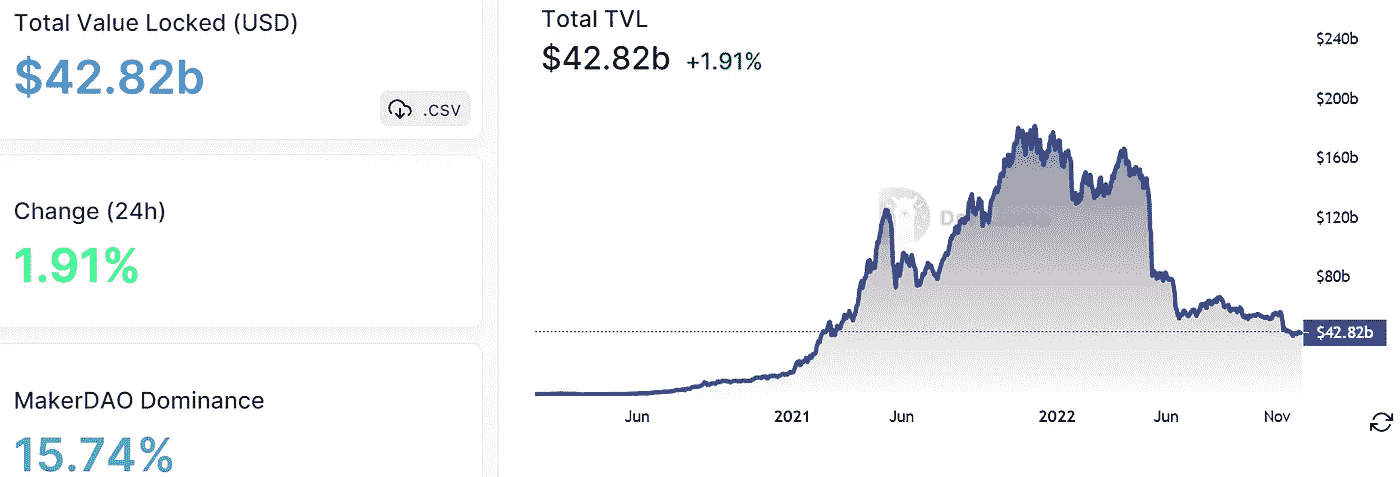 Total Value Locked (USD)
$42.82b
.CSV
Change (24h)
1.91%
MakerDAO Dominance
15.74%
Total TVL
$42.82b +1.91%
$240b
$200b
$160b
$120b
$80b
$42.82b
Jun 2021 Jun 2022 Jun Nov